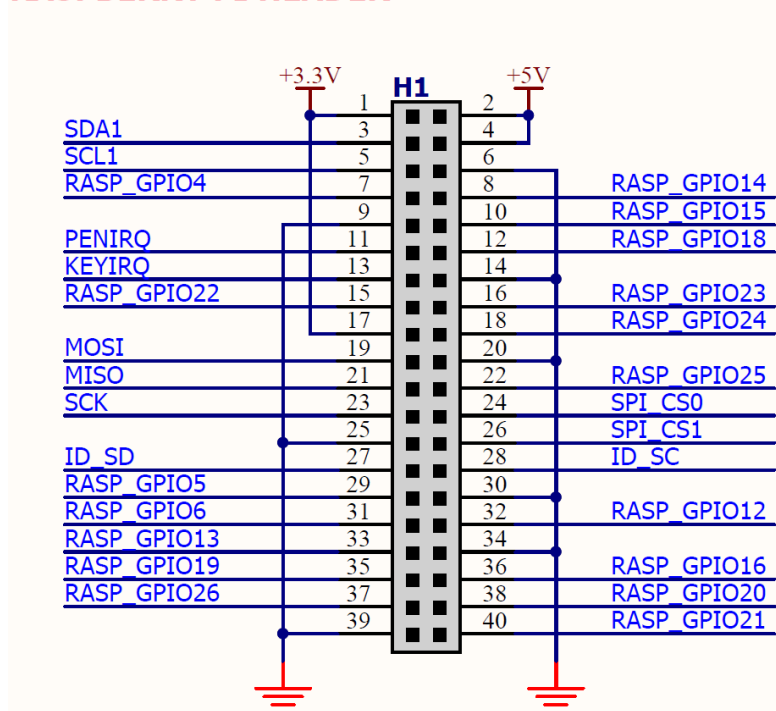 +3.3V +5V
H1
1 2
SDA1 3 4
SCL1 5 6
RASP_GPIO4 7 8 RASP_GPIO14
9 10 RASP_GPIO15
PENIRQ 11 12 RASP_GPIO18
KEYIRQ 13 14
RASP_GPIO22 15 16 RASP_GPIO23
17 18 RASP_GPIO24
MOSI 19 20
MISO 21 22 RASP_GPIO25
SCK 23 24 SPI_CS0
25 26 SPI_CS1
ID_SD 27 28 ID_SC
RASP_GPIO5 29 30
RASP_GPIO6 31 32 RASP_GPIO12
RASP_GPIO13 33 34
RASP_GPIO19 35 36 RASP_GPIO16
RASP_GPIO26 37 38 RASP_GPIO20
39 40 RASP_GPIO21